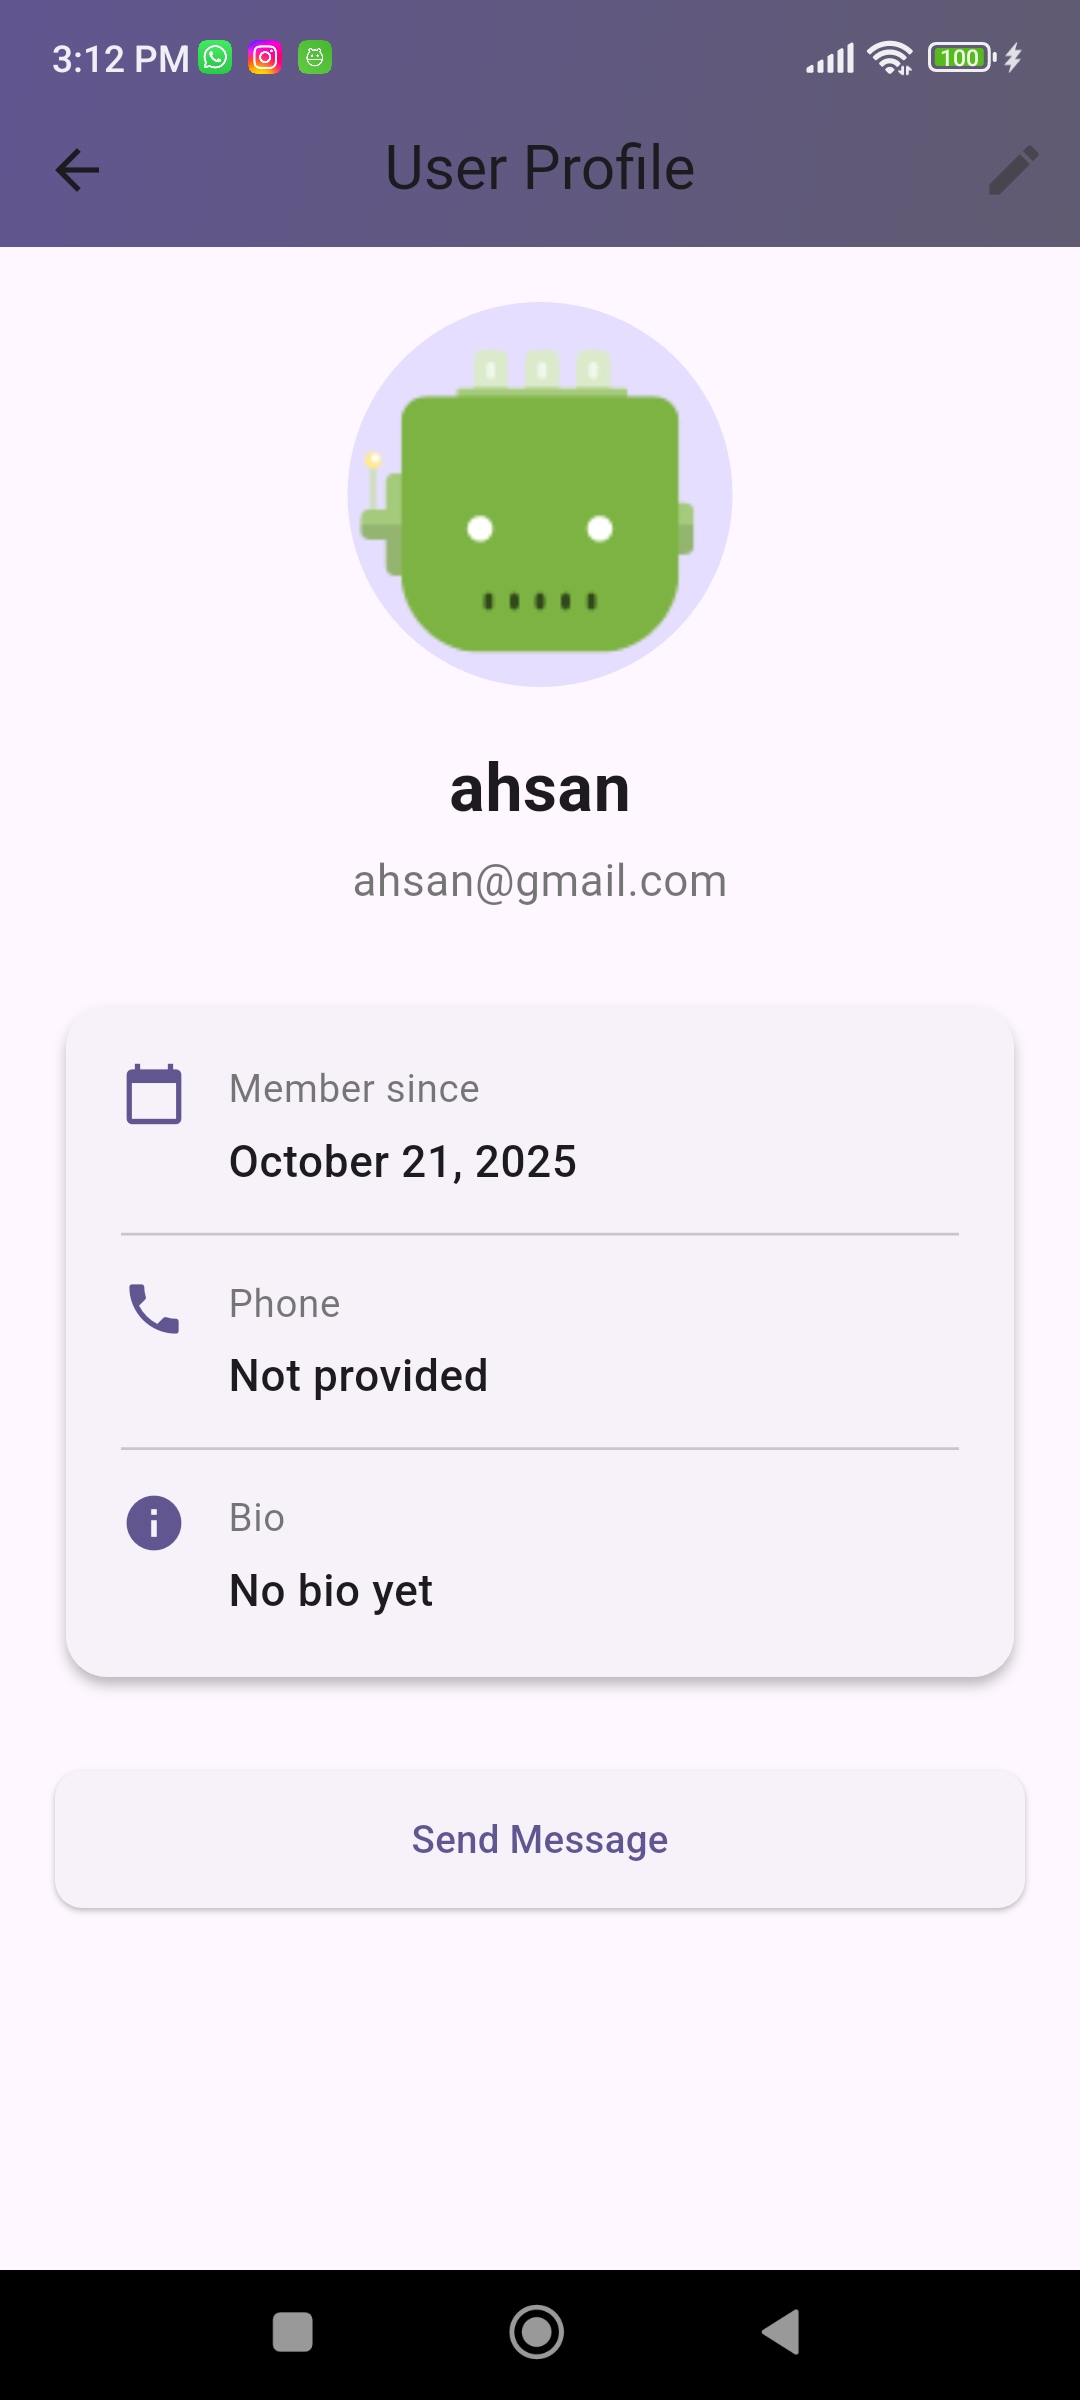 3:12 PM
100
User Profile
ahsan
ahsan@gmail.com
Member since
October 21, 2025
Phone
Not provided
Bio
No bio yet
Send Message